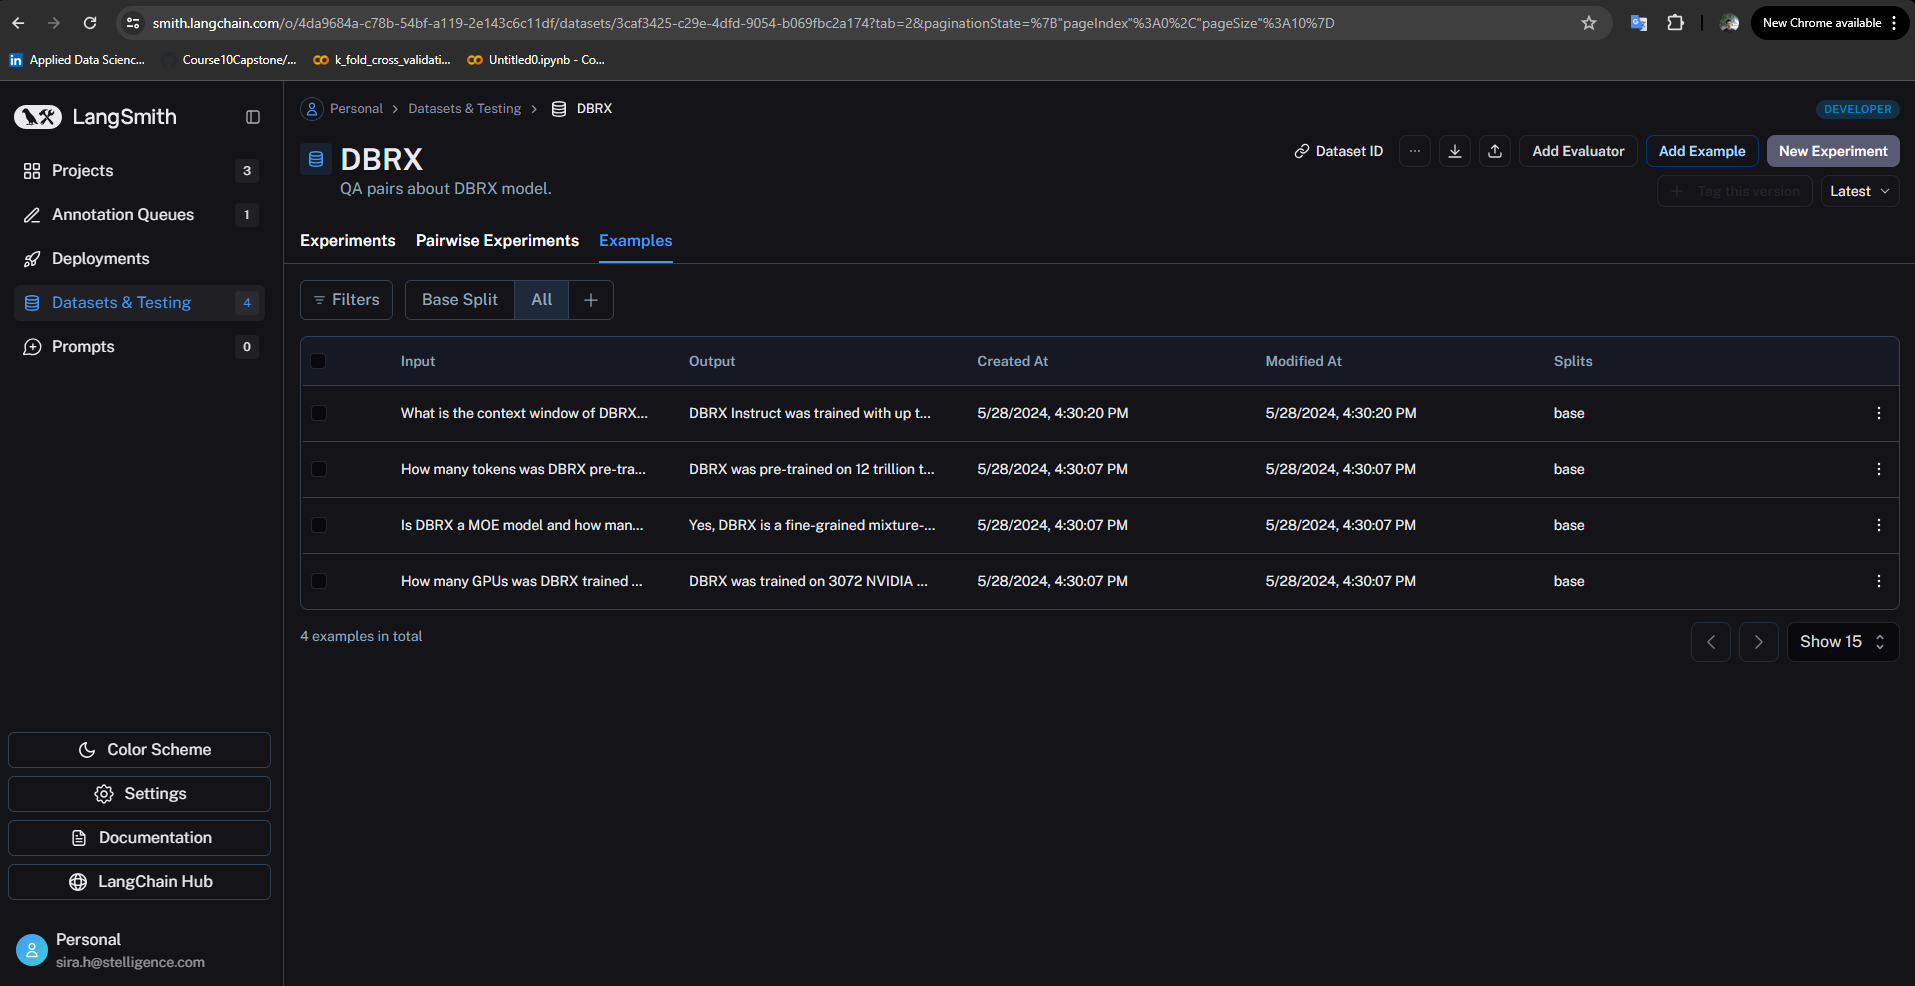 smith.langchain.com/o/4da9684a-c78b-54bf-a119-2e143c6c11df/datasets/3caf3425-c29e-4dfd-9054-b069fbc2a174?tab=2&paginationState=%7B"pageIndex"%3A0%2C"pageSize"%3A10%7D
New Chrome available
Applied Data Scienc...
Course10Capstone/...
k_fold_cross_validati...
Untitled0.ipynb - Co...
LangSmith
Projects 3
Annotation Queues 1
Deployments
Datasets & Testing 4
Prompts 0
Color Scheme
Settings
Documentation
LangChain Hub
Personal
sira.h@stelligence.com
Personal > Datasets & Testing > DBRX
DEVELOPER
DBRX
QA pairs about DBRX model.
Dataset ID ... Add Evaluator Add Example New Experiment
+ Tag this version Latest
Experiments Pairwise Experiments Examples
Filters Base Split All +
Input Output Created At Modified At Splits
What is the context window of DBRX... DBRX Instruct was trained with up t... 5/28/2024, 4:30:20 PM 5/28/2024, 4:30:20 PM base
How many tokens was DBRX pre-tra... DBRX was pre-trained on 12 trillion t... 5/28/2024, 4:30:07 PM 5/28/2024, 4:30:07 PM base
Is DBRX a MOE model and how man... Yes, DBRX is a fine-grained mixture-... 5/28/2024, 4:30:07 PM 5/28/2024, 4:30:07 PM base
How many GPUs was DBRX trained ... DBRX was trained on 3072 NVIDIA ... 5/28/2024, 4:30:07 PM 5/28/2024, 4:30:07 PM base
4 examples in total
Show 15